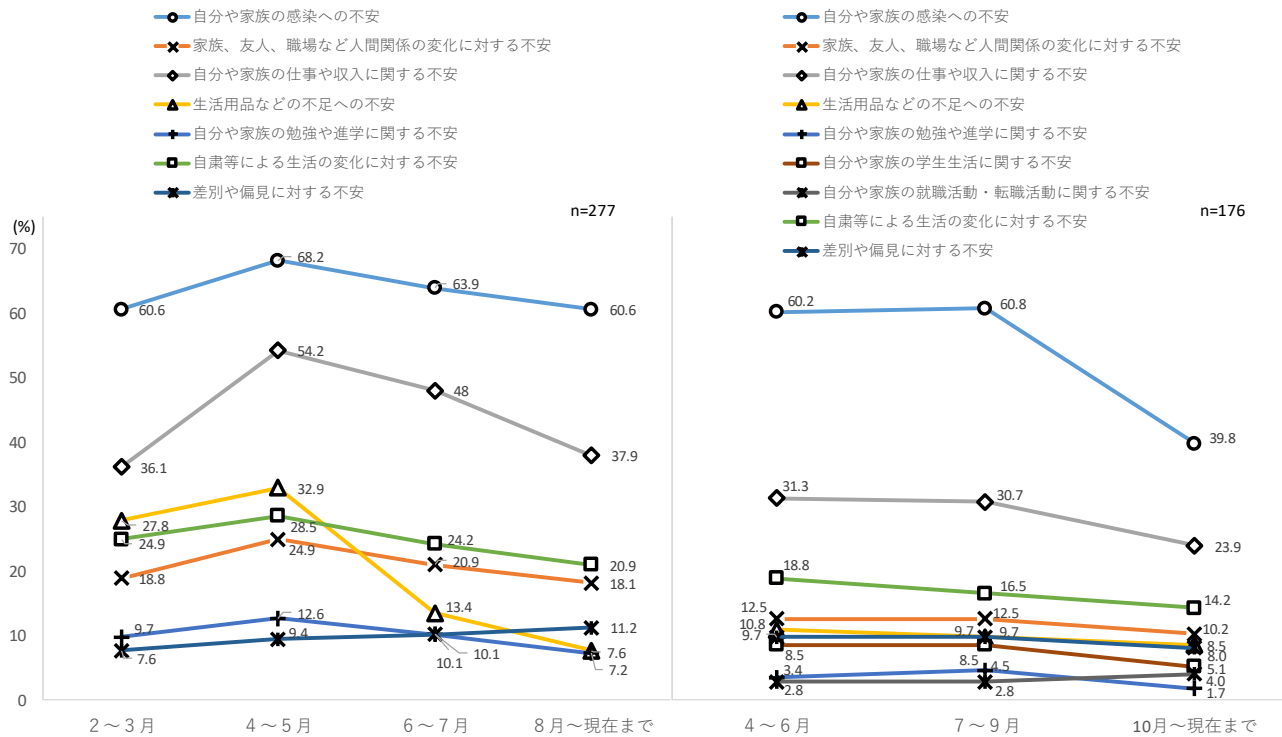 自分や家族の感染への不安
家族、友人、職場など人間関係の変化に対する不安
自分や家族の仕事や収入に関する不安
生活用品などの不足への不安
自分や家族の勉強や進学に関する不安
自粛等による生活の変化に対する不安
差別や偏見に対する不安
n=277
(%)
70
60
50
40
30
20
10
0
60.6
68.2
63.9
60.6
36.1
54.2
48
37.9
27.8
32.9
13.4
7.6
24.9
28.5
24.2
20.9
18.8
24.9
20.9
18.1
9.7
12.6
10.1
7.2
7.6
9.4
10.1
11.2
2～3月
4～5月
6～7月
8月～現在まで
自分や家族の感染への不安
家族、友人、職場など人間関係の変化に対する不安
自分や家族の仕事や収入に関する不安
生活用品などの不足への不安
自分や家族の勉強や進学に関する不安
自分や家族の学生生活に関する不安
自分や家族の就職活動・転職活動に関する不安
自粛等による生活の変化に対する不安
差別や偏見に対する不安
n=176
60.2
60.8
39.8
31.3
30.7
23.9
18.8
16.5
14.2
12.5
12.5
10.2
10.8
9.7
8.5
9.7
9.7
8.0
8.5
8.5
5.1
3.4
4.5
1.7
2.8
2.8
4.0
4～6月
7～9月
10月～現在まで